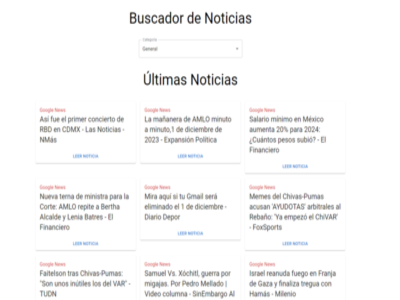 Buscador de Noticias
Categoría
General
Últimas Noticias
Google News
Así fue el primer concierto de
RBD en CDMX - Las Noticias -
NMás
LEER NOTICIA
Google News
La mañanera de AMLO minuto
a minuto,1 de diciembre de
2023 - Expansión Política
LEER NOTICIA
Google News
Salario mínimo en México
aumenta 20% para 2024:
¿Cuántos pesos subió? - El
Financiero
LEER NOTICIA
Google News
Nueva terna de ministra para la
Corte: AMLO repite a Bertha
Alcalde y Lenia Batres - El
Financiero
LEER NOTICIA
Google News
Mira aquí si tu Gmail será
eliminado el 1 de diciembre -
Diario Depor
LEER NOTICIA
Google News
Memes del Chivas-Pumas
acusan 'AYUDOTAS' arbitrales al
Rebaño: 'Ya empezó el ChiVAR'
- FoxSports
LEER NOTICIA
Google News
Faitelson tras Chivas-Pumas:
"Son unos inútiles los del VAR" -
TUDN
Google News
Samuel Vs. Xóchitl, guerra por
migajas. Por Pedro Mellado |
Video columna - SinEmbargo Al
Google News
Israel reanuda fuego en Franja
de Gaza y finaliza tregua con
Hamás - Milenio